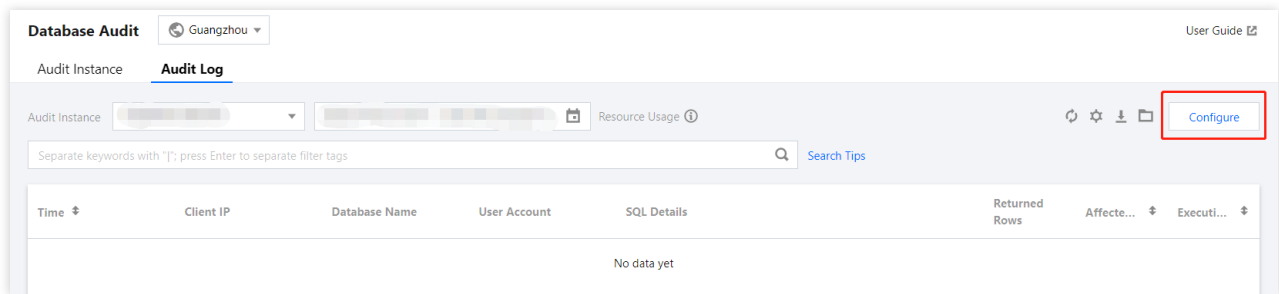 Database Audit Guangzhou User Guide
Audit Instance Audit Log
Audit Instance Resource Usage Configure
Separate keywords with "|"; press Enter to separate filter tags Search Tips
Time Client IP Database Name User Account SQL Details Returned Rows Affecte... Executi...
No data yet